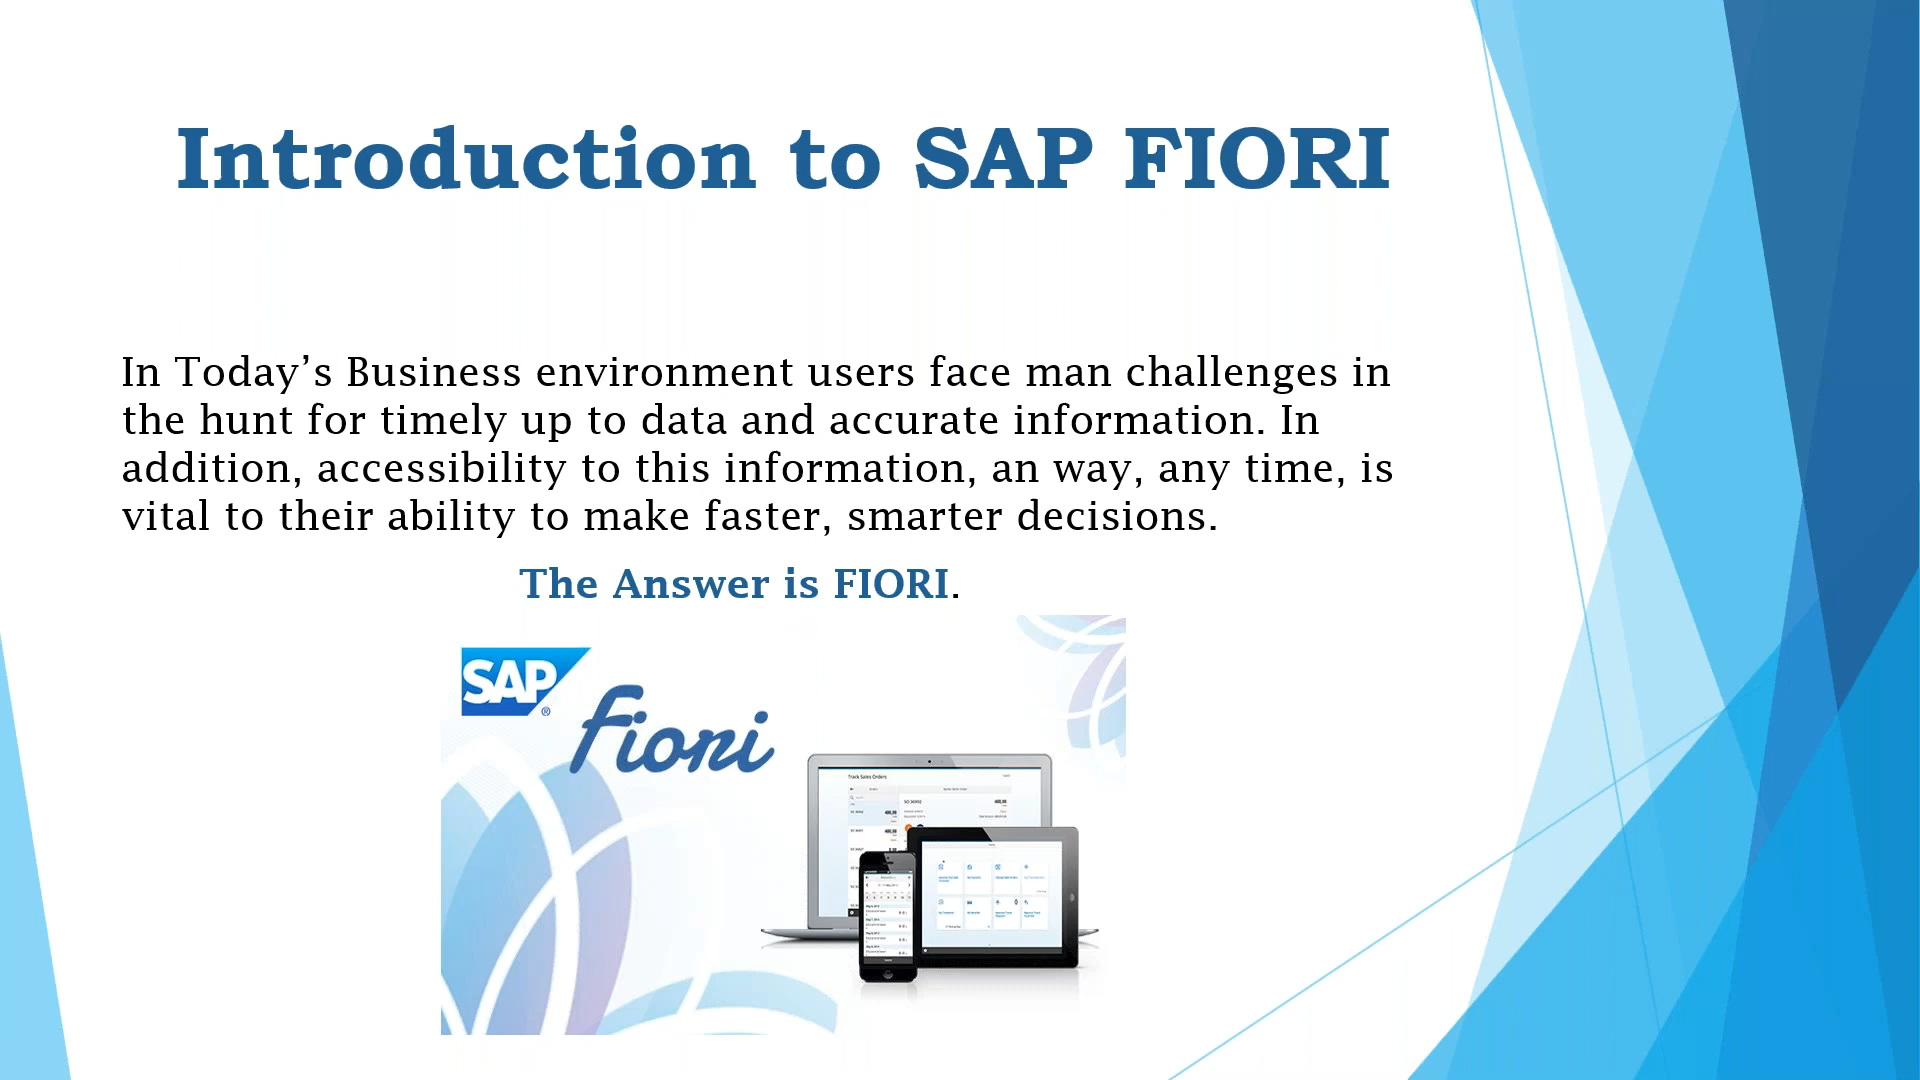 Introduction to SAP FIORI
In Today’s Business environment users face man challenges in
the hunt for timely up to data and accurate information. In
addition, accessibility to this information, an way, any time, is
vital to their ability to make faster, smarter decisions.
The Answer is FIORI.
SAP
®
fiori
Track Sales Orders